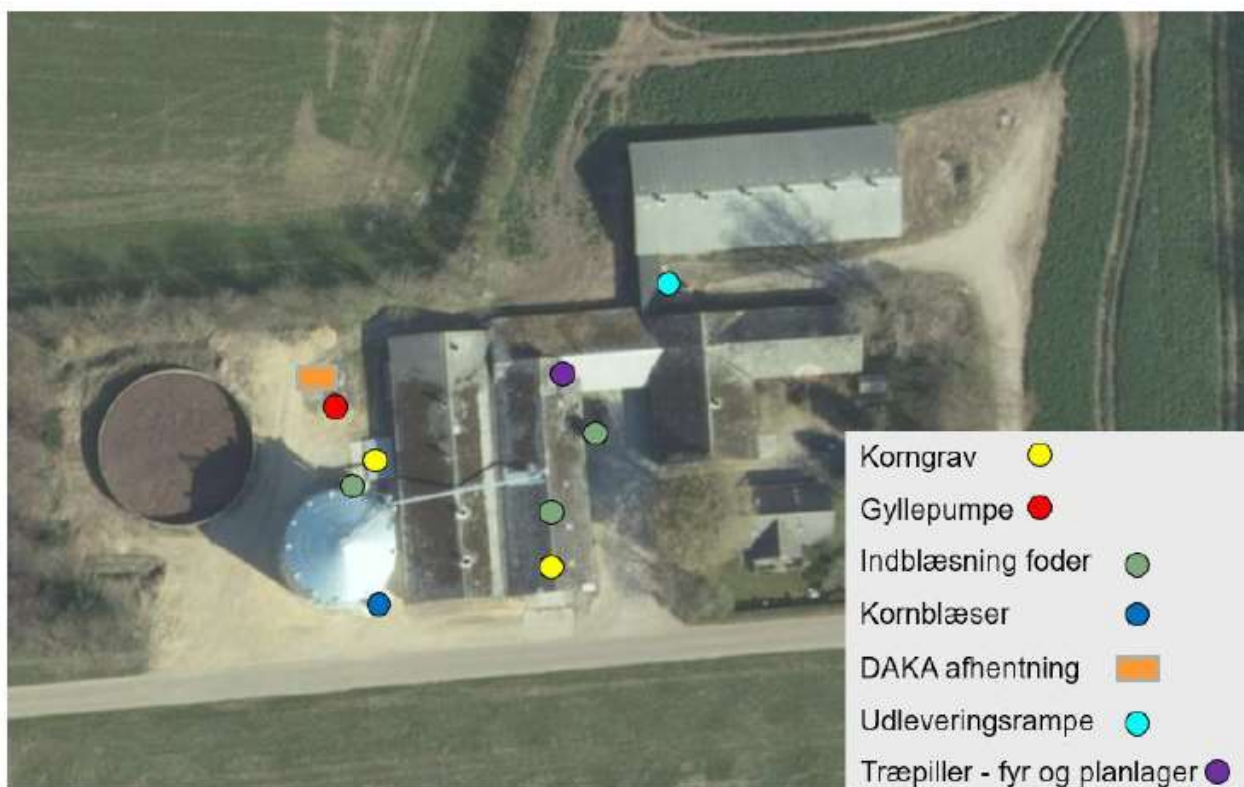 Korngrav
Gyllepumpe
Indblæsning foder
Kornblæser
DAKA afhentning
Udleveringsrampe
Træpiller - fyr og planlager